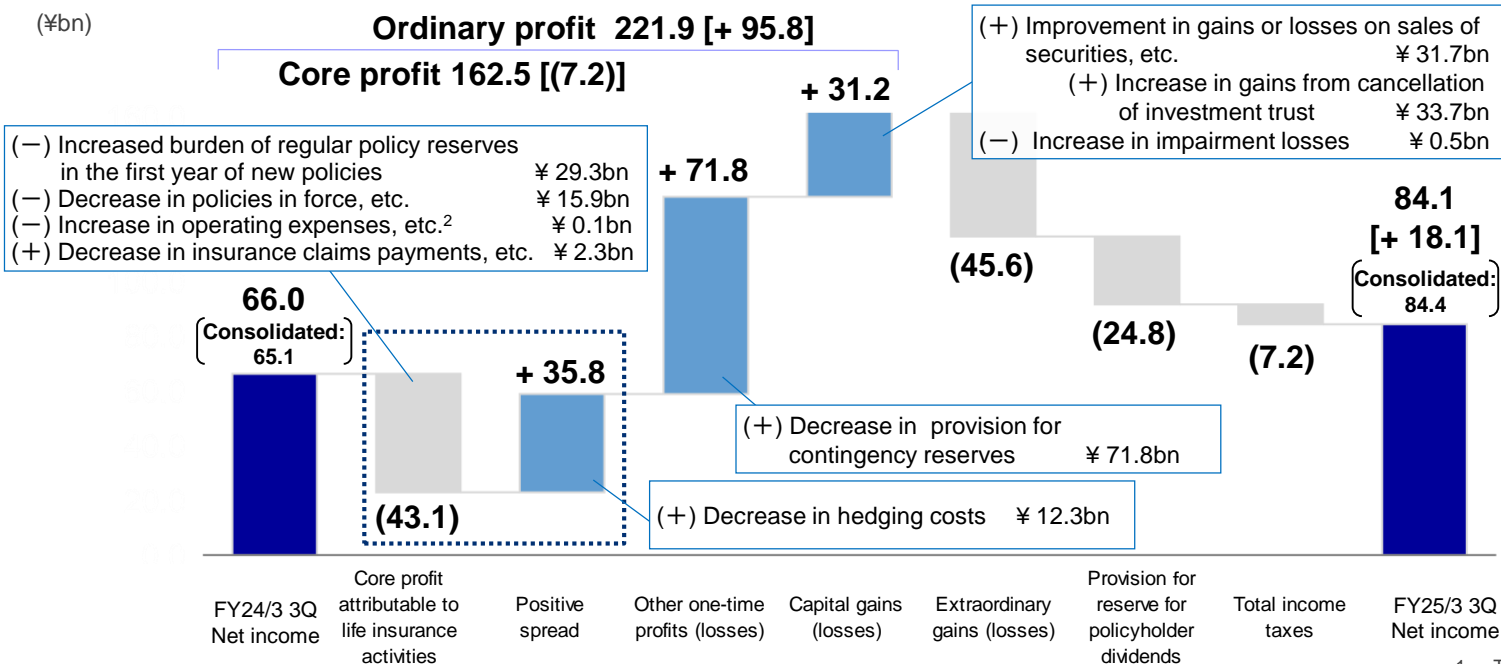 (¥bn)
Ordinary profit 221.9 [+ 95.8]
Core profit 162.5 [(7.2)]
(+) Improvement in gains or losses on sales of
securities, etc. ¥ 31.7bn
(+) Increase in gains from cancellation
of investment trust ¥ 33.7bn
(−) Increase in impairment losses ¥ 0.5bn
(−) Increased burden of regular policy reserves
in the first year of new policies ¥ 29.3bn
(−) Decrease in policies in force, etc. ¥ 15.9bn
(−) Increase in operating expenses, etc.2 ¥ 0.1bn
(+) Decrease in insurance claims payments, etc. ¥ 2.3bn
66.0
(Consolidated:
65.1)
(43.1)
+ 35.8
+ 71.8
+ 31.2
(45.6)
(24.8)
(7.2)
84.1
[+ 18.1]
(Consolidated:
84.4)
(+) Decrease in provision for
contingency reserves ¥ 71.8bn
(+) Decrease in hedging costs ¥ 12.3bn
FY24/3 3Q
Net income
Core profit
attributable to
life insurance
activities
Positive
spread
Other one-time
profits (losses)
Capital gains
(losses)
Extraordinary
gains (losses)
Provision for
reserve for
policyholder
dividends
Total income
taxes
FY25/3 3Q
Net income